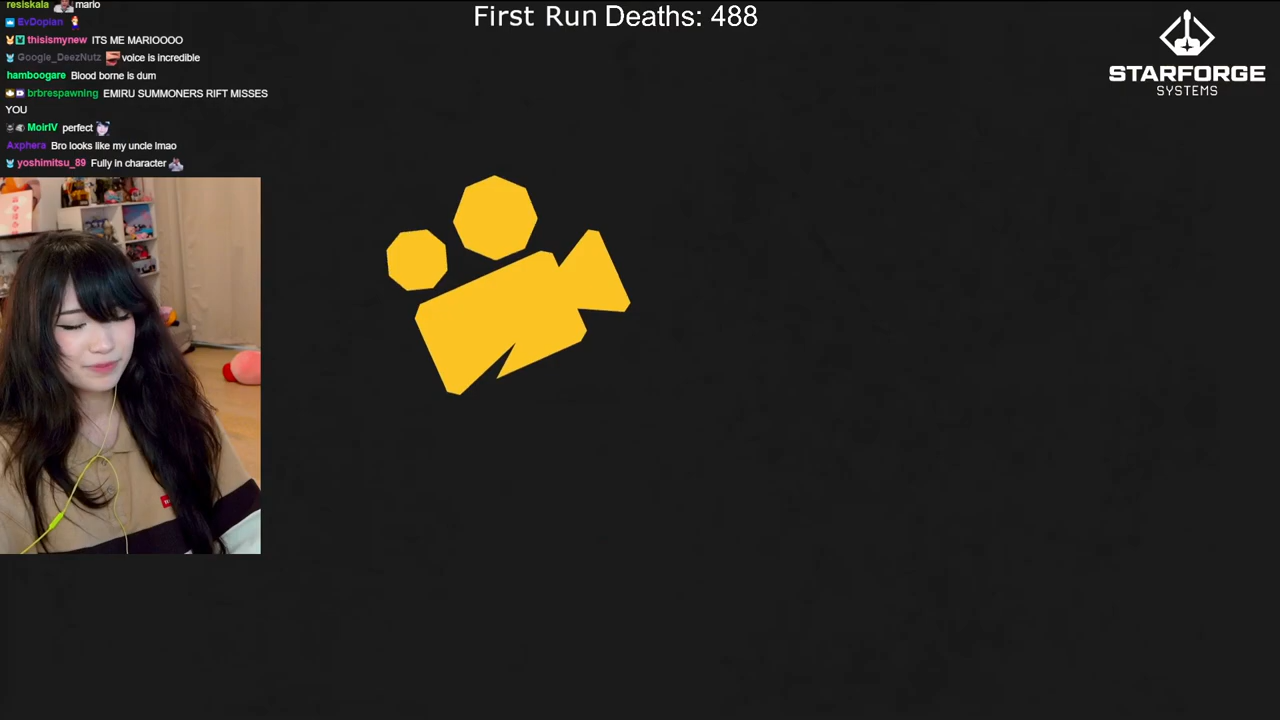 First Run Deaths: 488
STARFORGE
SYSTEMS
resiskala mario
EvDopian
thisismynew ITS ME MARIOOOO
Google_DeezNutz voice is incredible
hamboogare Blood borne is dum
brbrespawning EMIRU SUMMONERS RIFT MISSES
YOU
MoirIV perfect
Axphera Bro looks like my uncle lmao
yoshimitsu_89 Fully in character